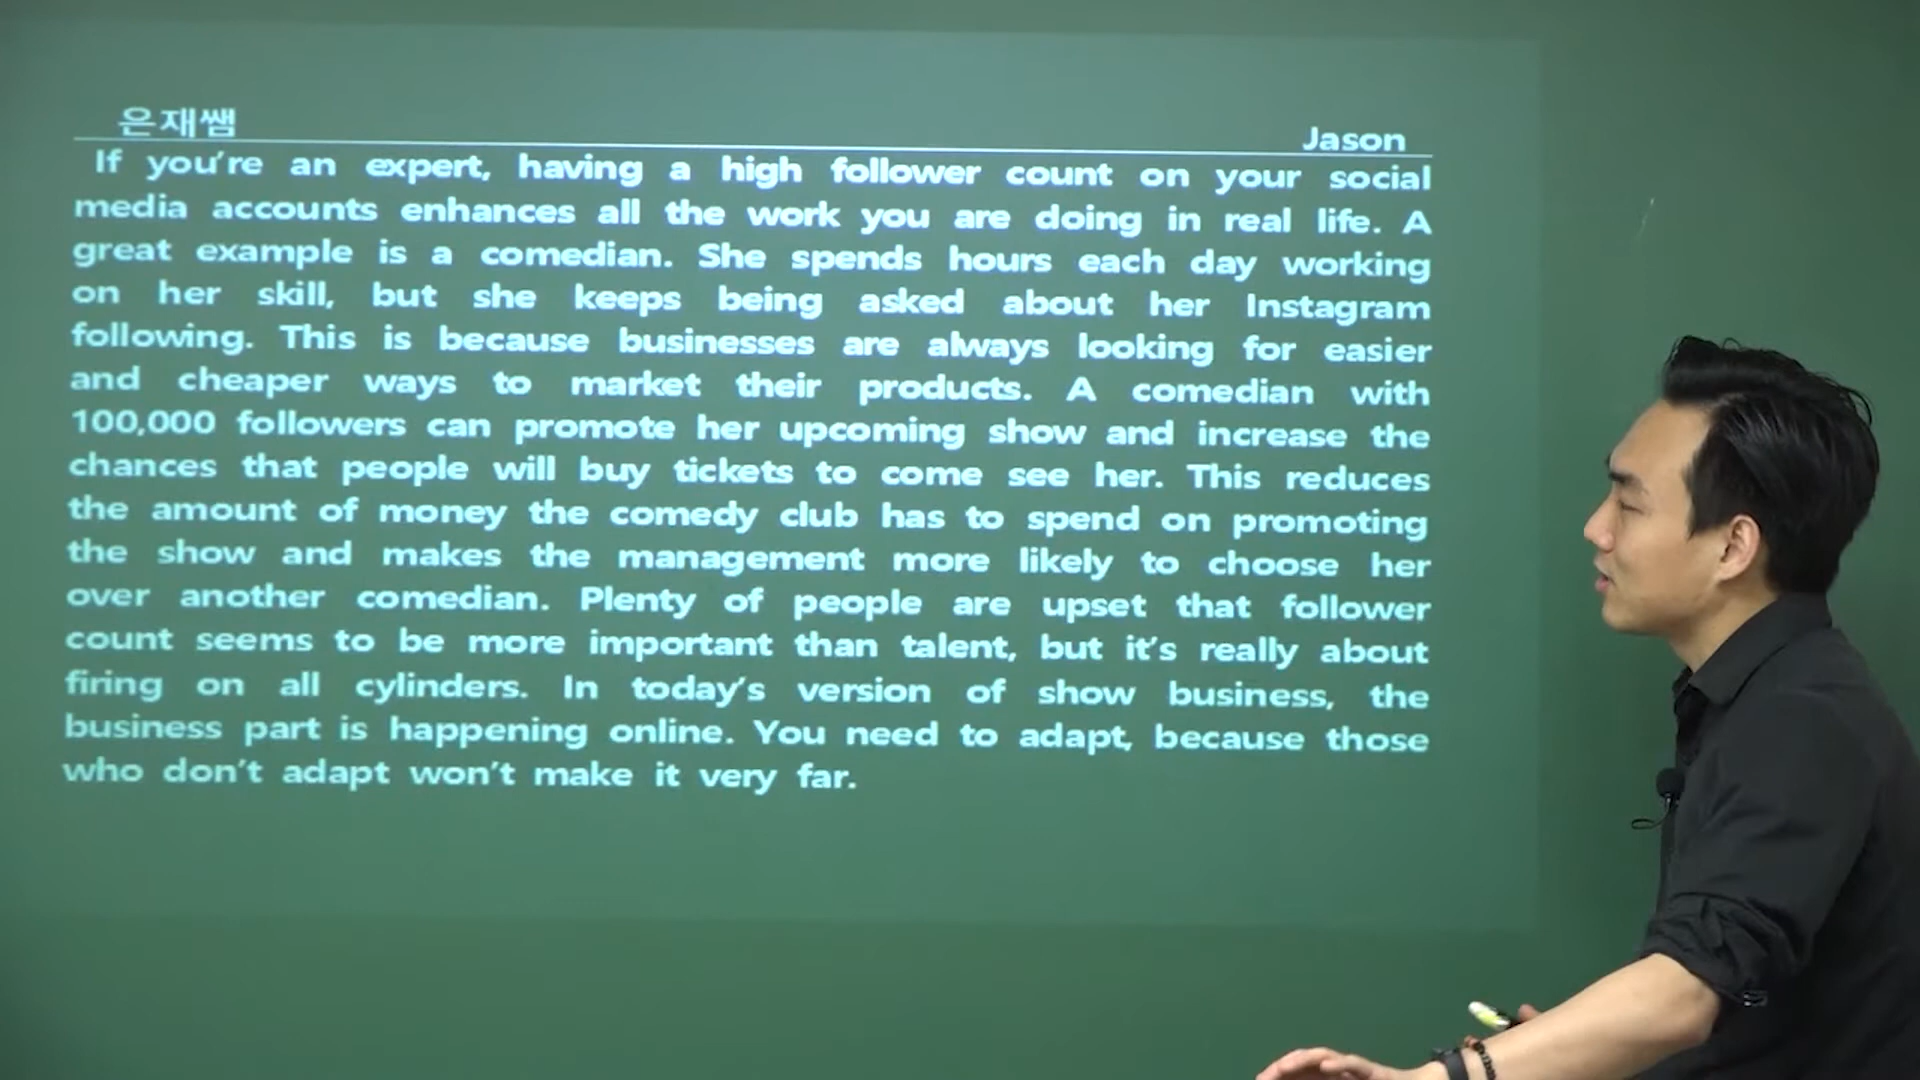 은재쌤
Jason
If you're an expert, having a high follower count on your social
media accounts enhances all the work you are doing in real life. A
great example is a comedian. She spends hours each day working
on her skill, but she keeps being asked about her Instagram
following. This is because businesses are always looking for easier
and cheaper ways to market their products. A comedian with
100,000 followers can promote her upcoming show and increase the
chances that people will buy tickets to come see her. This reduces
the amount of money the comedy club has to spend on promoting
the show and makes the management more likely to choose her
over another comedian. Plenty of people are upset that follower
count seems to be more important than talent, but it's really about
firing on all cylinders. In today's version of show business, the
business part is happening online. You need to adapt, because those
who don't adapt won't make it very far.